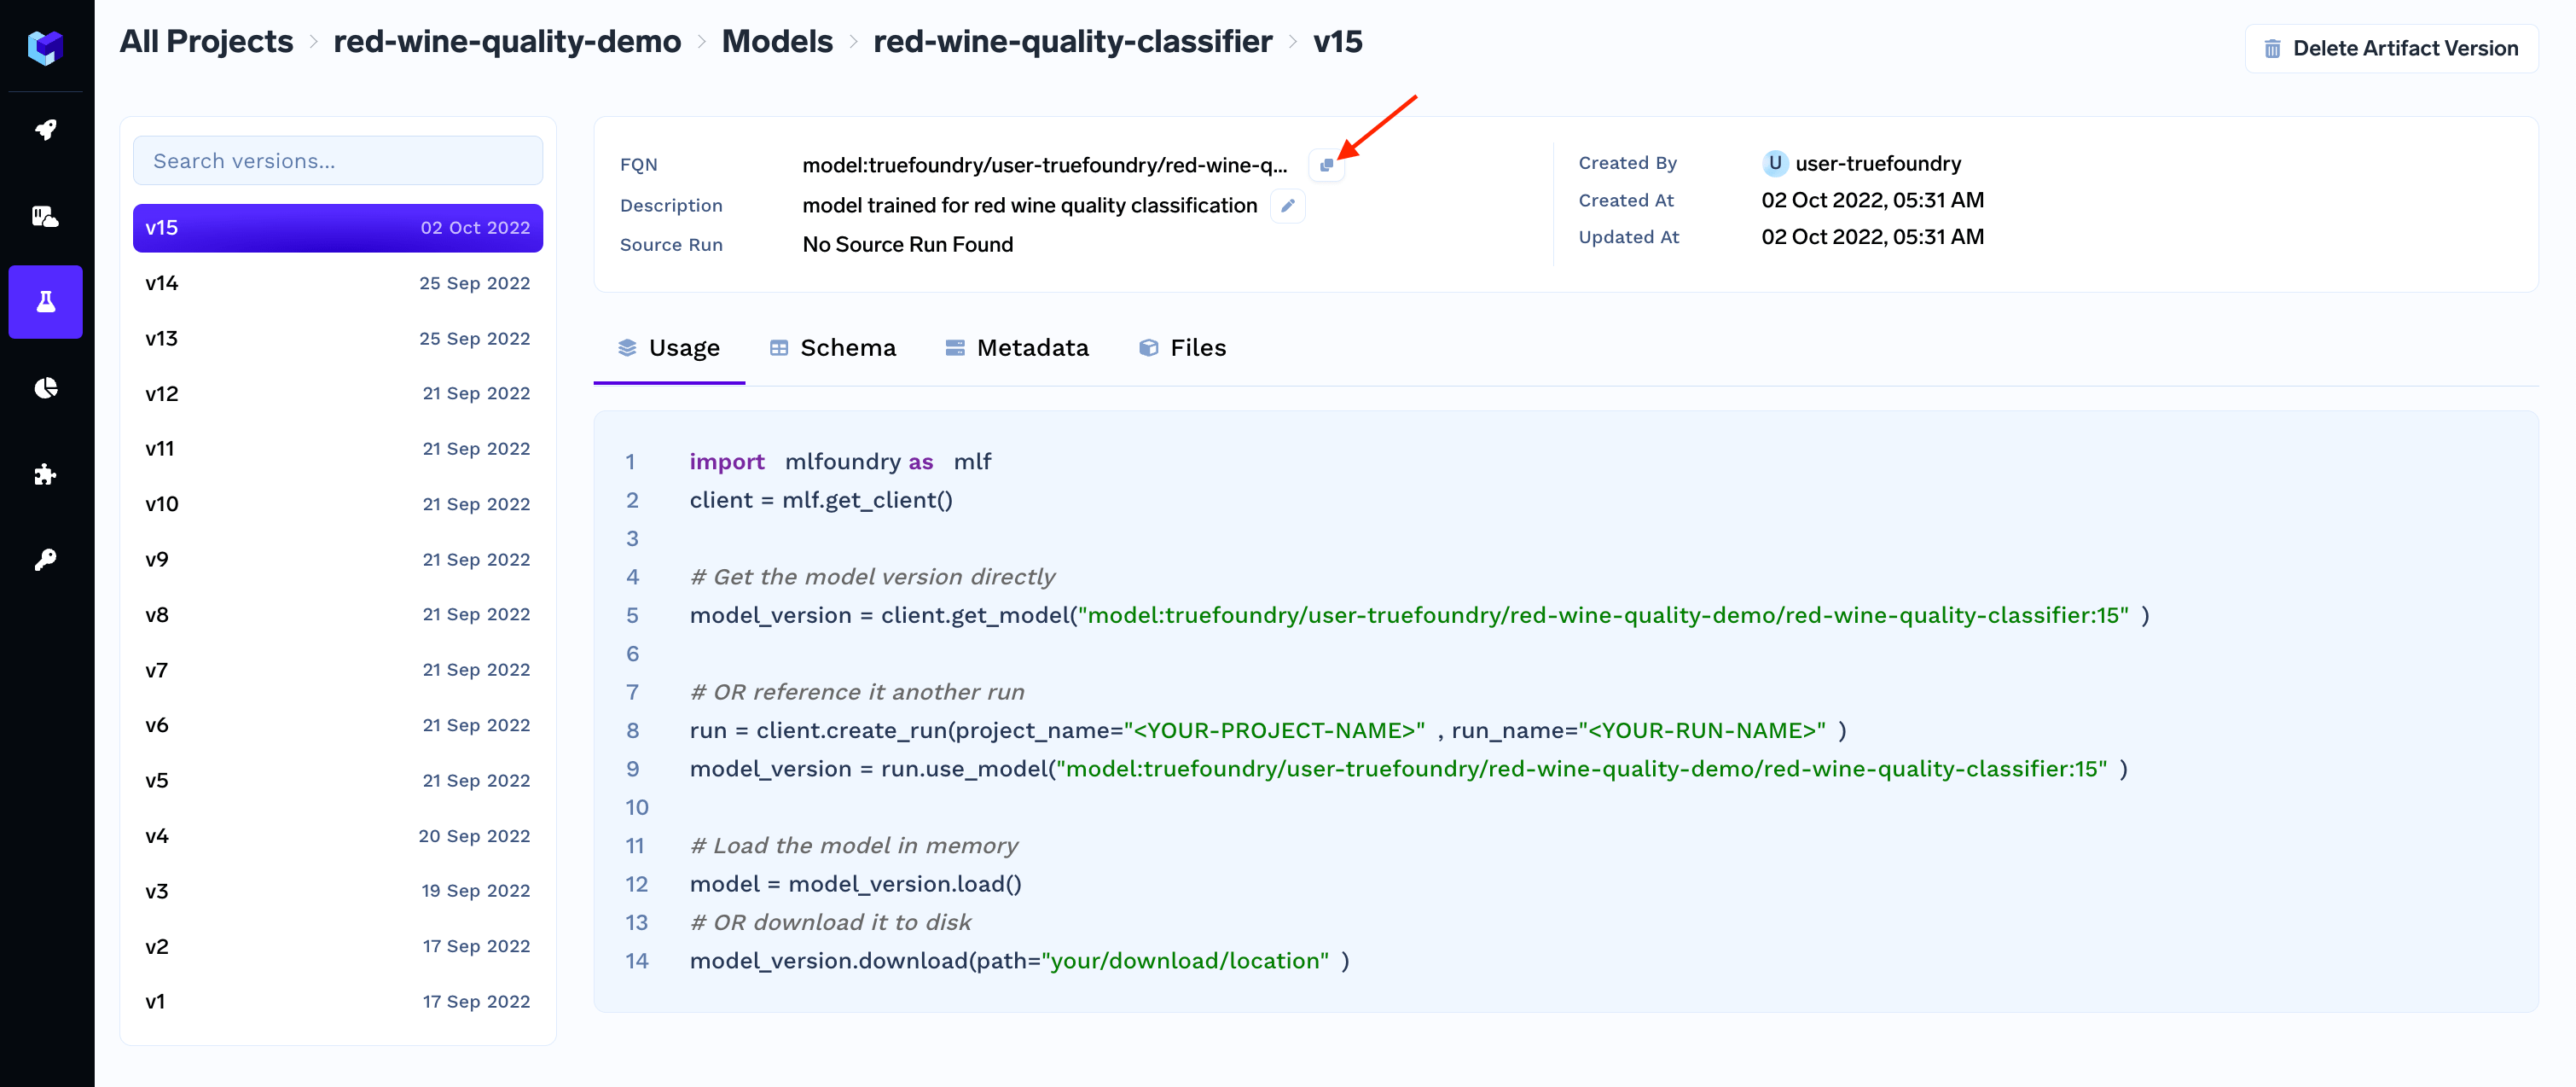 All Projects > red-wine-quality-demo > Models > red-wine-quality-classifier > v15
Delete Artifact Version
Search versions...
v15 02 Oct 2022
v14 25 Sep 2022
v13 25 Sep 2022
v12 21 Sep 2022
v11 21 Sep 2022
v10 21 Sep 2022
v9 21 Sep 2022
v8 21 Sep 2022
v7 21 Sep 2022
v6 21 Sep 2022
v5 21 Sep 2022
v4 20 Sep 2022
v3 19 Sep 2022
v2 17 Sep 2022
v1 17 Sep 2022
FQN model:truefoundry/user-truefoundry/red-wine-q...
Description model trained for red wine quality classification
Source Run No Source Run Found
Created By U user-truefoundry
Created At 02 Oct 2022, 05:31 AM
Updated At 02 Oct 2022, 05:31 AM
Usage Schema Metadata Files
1 import mlfoundry as mlf
2 client = mlf.get_client()
3
4 # Get the model version directly
5 model_version = client.get_model("model:truefoundry/user-truefoundry/red-wine-quality-demo/red-wine-quality-classifier:15" )
6
7 # OR reference it another run
8 run = client.create_run(project_name="<YOUR-PROJECT-NAME>" , run_name="<YOUR-RUN-NAME>" )
9 model_version = run.use_model("model:truefoundry/user-truefoundry/red-wine-quality-demo/red-wine-quality-classifier:15" )
10
11 # Load the model in memory
12 model = model_version.load()
13 # OR download it to disk
14 model_version.download(path="your/download/location" )